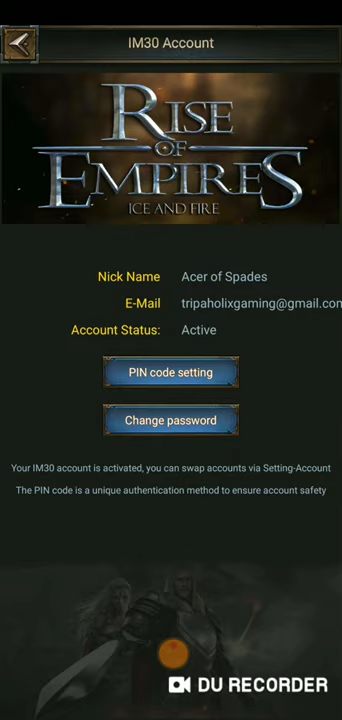 IM30 Account
RISE
OF
EMPIRES
ICE AND FIRE
Nick Name Acer of Spades
E-Mail tripaholixgaming@gmail.con
Account Status: Active
PIN code setting
Change password
Your IM30 account is activated, you can swap accounts via Setting-Account
The PIN code is a unique authentication method to ensure account safety
DU RECORDER